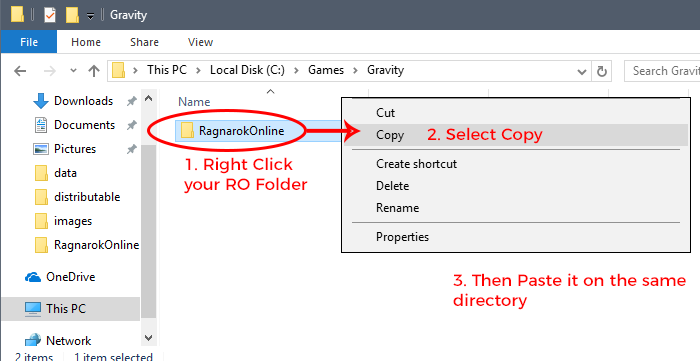 Gravity
File
Home
Share
View
This PC
Local Disk (C:)
Games
Gravity
Search Gravi
Downloads
Documents
Pictures
data
distributable
images
RagnarokOnline
OneDrive
This PC
Network
Name
RagnarokOnline
1. Right Click
your RO Folder
Cut
Copy
2. Select Copy
Create shortcut
Delete
Rename
Properties
3. Then Paste it on the same
directory
2 items
1 item selected